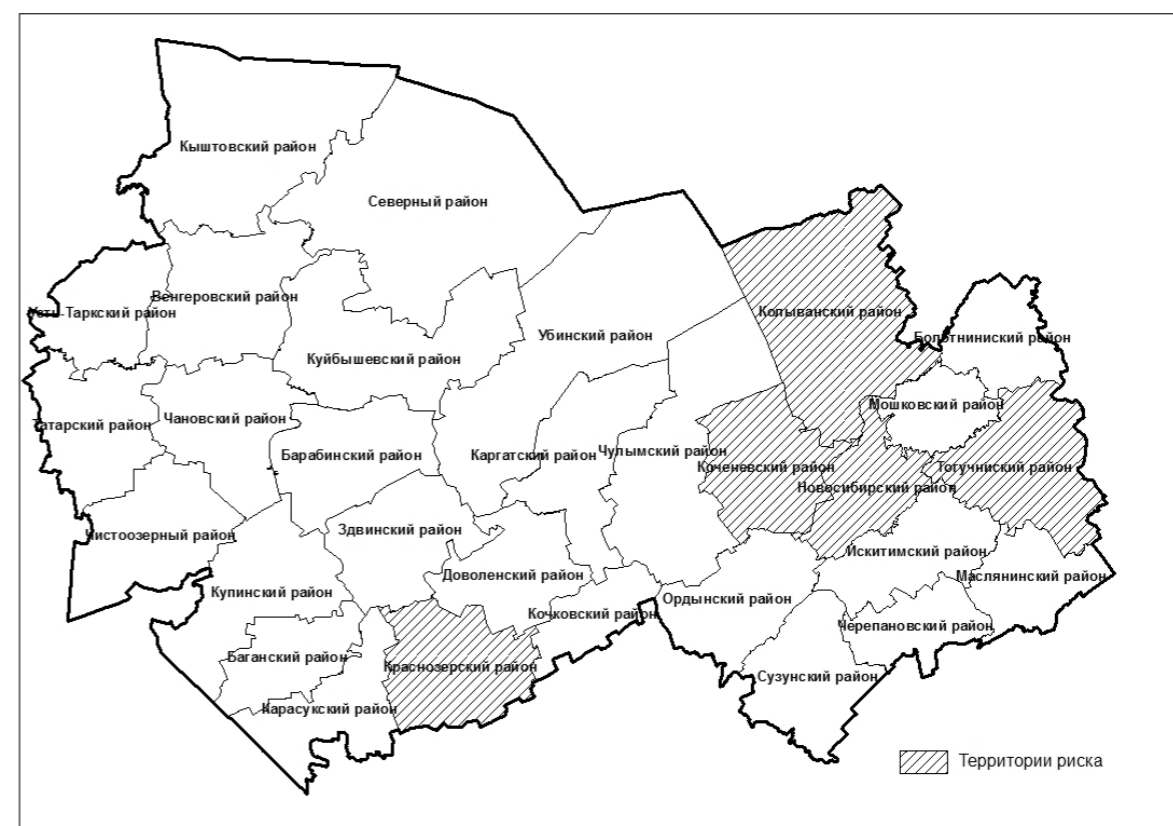 Кыштовский район
Северный район
Усть-Таркский район
Венгеровский район
Убинский район
Колыванский район
Болотниниский район
Куйбышевский район
Татарский район
Чановский район
Барабинский район
Каргатский район
Чулымский район
Коченевский район
Мошковский район
Новосибирский район
Тогучниский район
Чистоозерный район
Здвинский район
Купинский район
Доволенский район
Кочковский район
Ордынский район
Искитимский район
Маслянинский район
Черепановский район
Баганский район
Краснозерский район
Сузунский район
Карасукский район
Территории риска